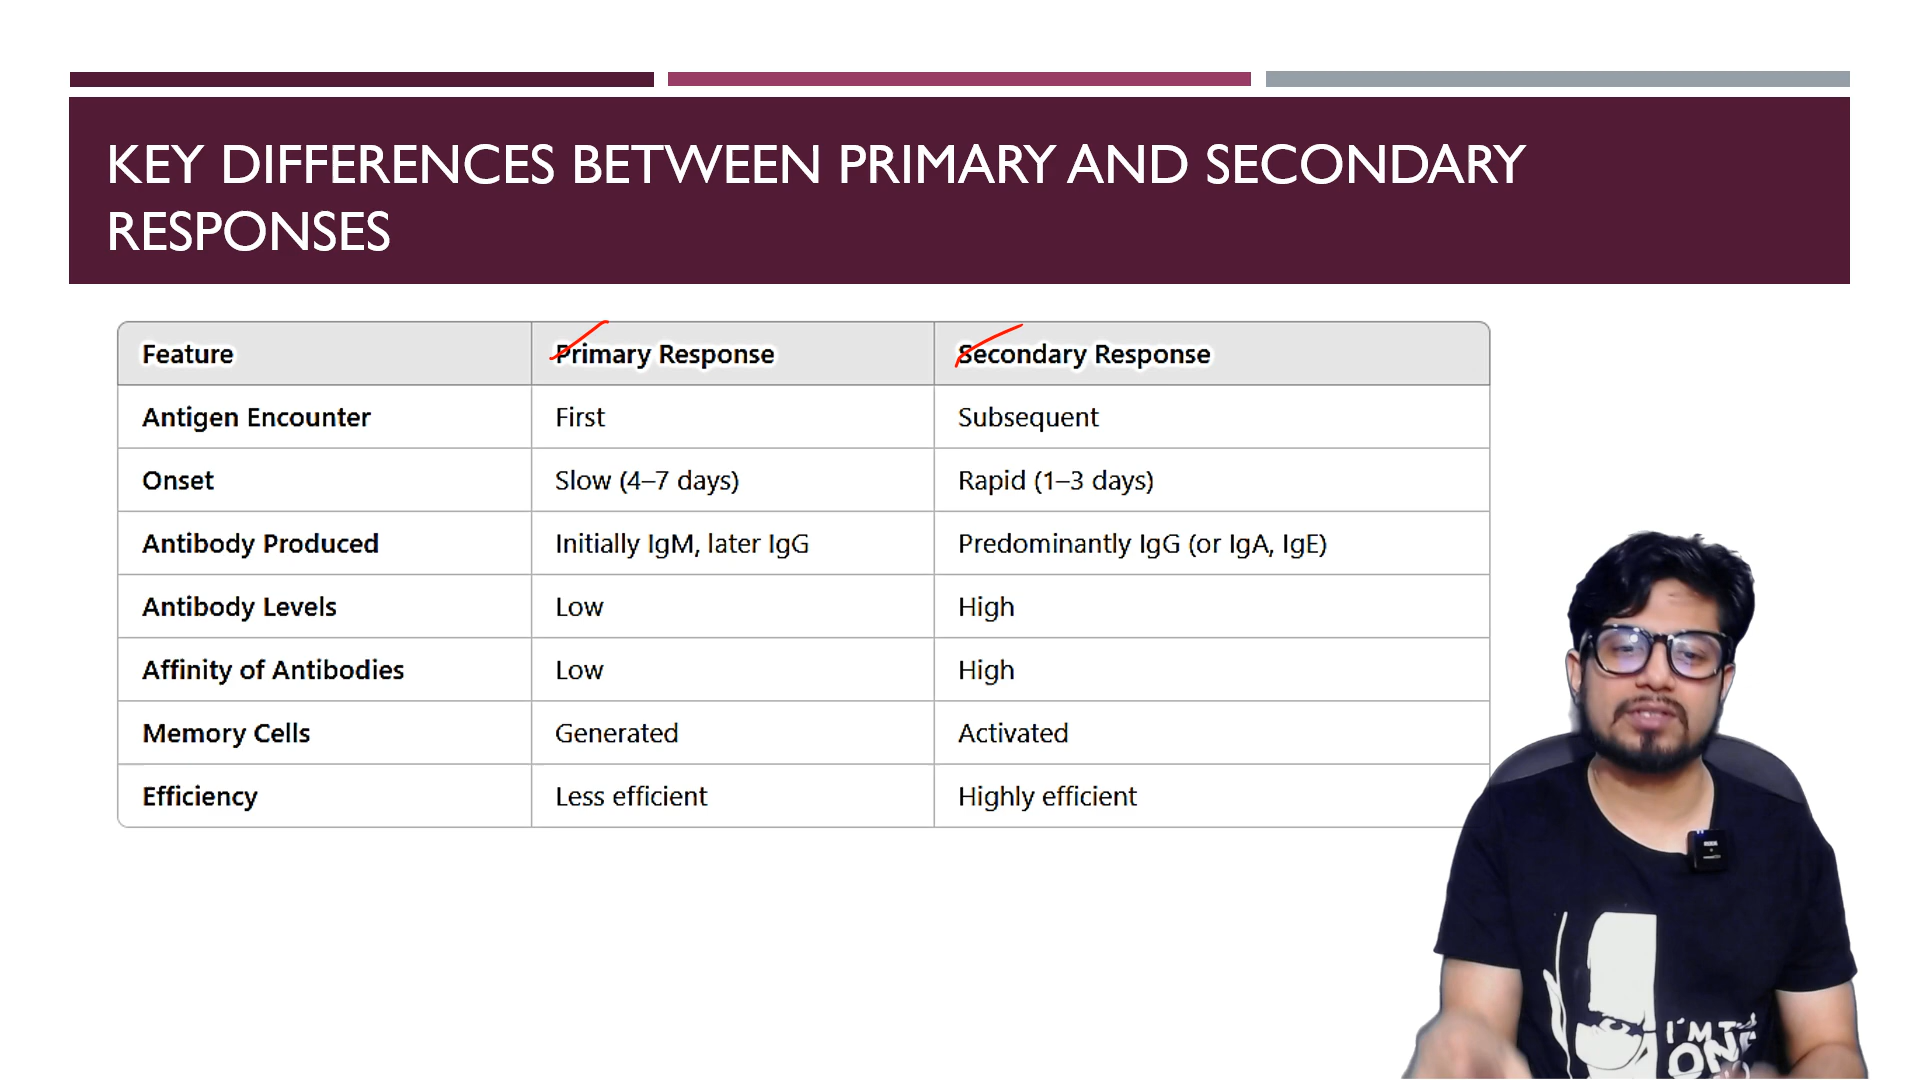 KEY DIFFERENCES BETWEEN PRIMARY AND SECONDARY
RESPONSES
Feature Primary Response Secondary Response
Antigen Encounter First Subsequent
Onset Slow (4–7 days) Rapid (1–3 days)
Antibody Produced Initially IgM, later IgG Predominantly IgG (or IgA, IgE)
Antibody Levels Low High
Affinity of Antibodies Low High
Memory Cells Generated Activated
Efficiency Less efficient Highly efficient
I'M T
ON